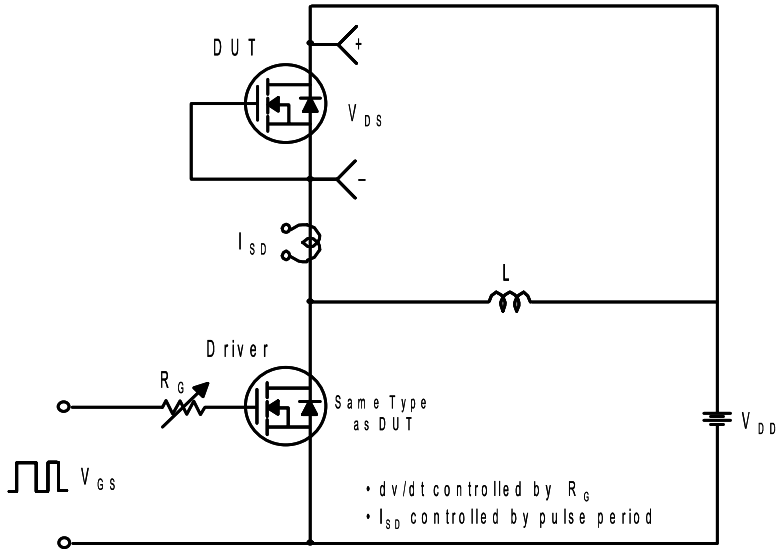 DUT
+
VDS
–
ISD
L
Driver
RG
Same Type
as DUT
VDD
VGS
• dv/dt controlled by RG
• ISD controlled by pulse period